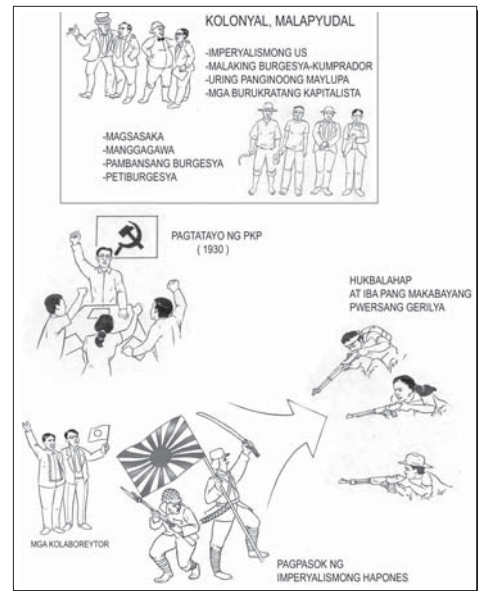 KOLONYAL, MALAPYUDAL
-IMPERYALISMONG US
-MALAKING BURGESYA-KUMPRADOR
-URING PANGINOONG MAYLUPA
-MGA BURUKRATANG KAPITALISTA
-MAGSASAKA
-MANGGAGAWA
-PAMBANSANG BURGESYA
-PETIBURGESYA
PAGTATAYO NG PKP
( 1930 )
HUKBALAHAP
AT IBA PANG MAKABAYANG
PWERSANG GERILYA
MGA KOLABOREYTOR
PAGPASOK NG
IMPERYALISMONG HAPONES